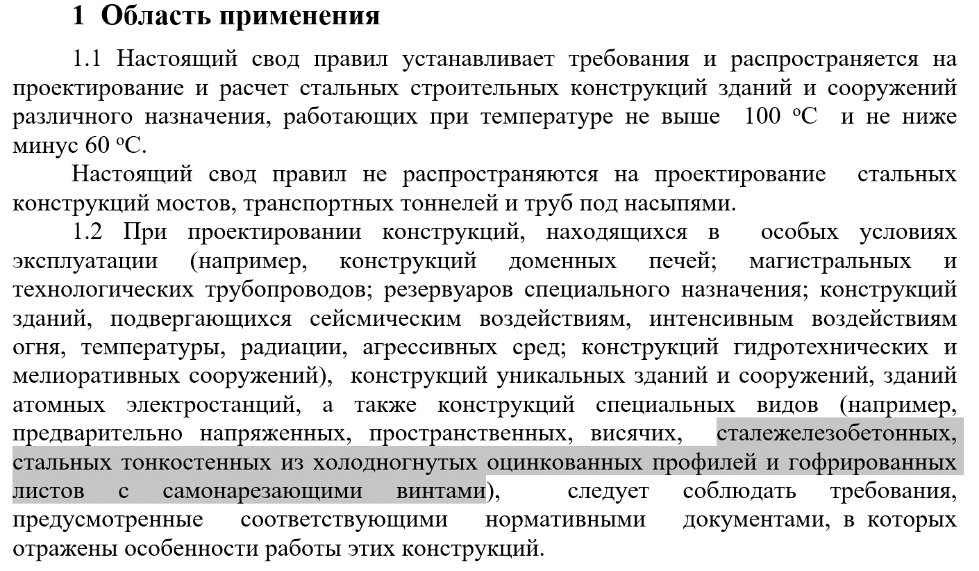 1 Область применения
1.1 Настоящий свод правил устанавливает требования и распространяется на
проектирование и расчет стальных строительных конструкций зданий и сооружений
различного назначения, работающих при температуре не выше 100 ºС и не ниже
минус 60 ºС.
Настоящий свод правил не распространяются на проектирование стальных
конструкций мостов, транспортных тоннелей и труб под насыпями.
1.2 При проектировании конструкций, находящихся в особых условиях
эксплуатации (например, конструкций доменных печей; магистральных и
технологических трубопроводов; резервуаров специального назначения; конструкций
зданий, подвергающихся сейсмическим воздействиям, интенсивным воздействиям
огня, температуры, радиации, агрессивных сред; конструкций гидротехнических и
мелиоративных сооружений), конструкций уникальных зданий и сооружений, зданий
атомных электростанций, а также конструкций специальных видов (например,
предварительно напряженных, пространственных, висячих, сталежелезобетонных,
стальных тонкостенных из холодногнутых оцинкованных профилей и гофрированных
листов с самонарезающими винтами), следует соблюдать требования,
предусмотренные соответствующими нормативными документами, в которых
отражены особенности работы этих конструкций.